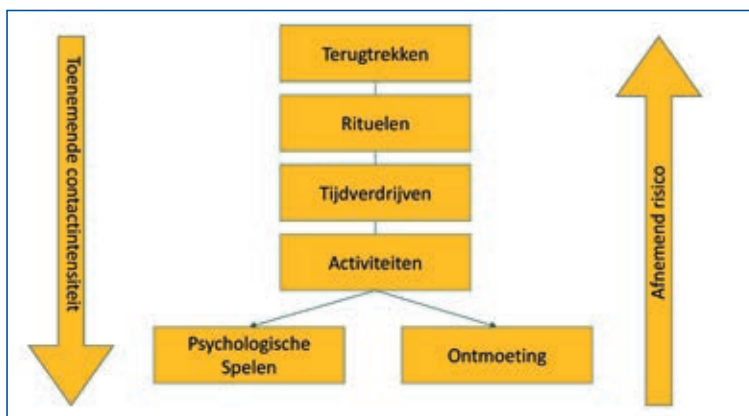 Toenemende contactintensiteit
Terugtrekken
Rituelen
Tijdverdrijven
Activiteiten
Psychologische
Spelen
Ontmoeting
Afnemend risico